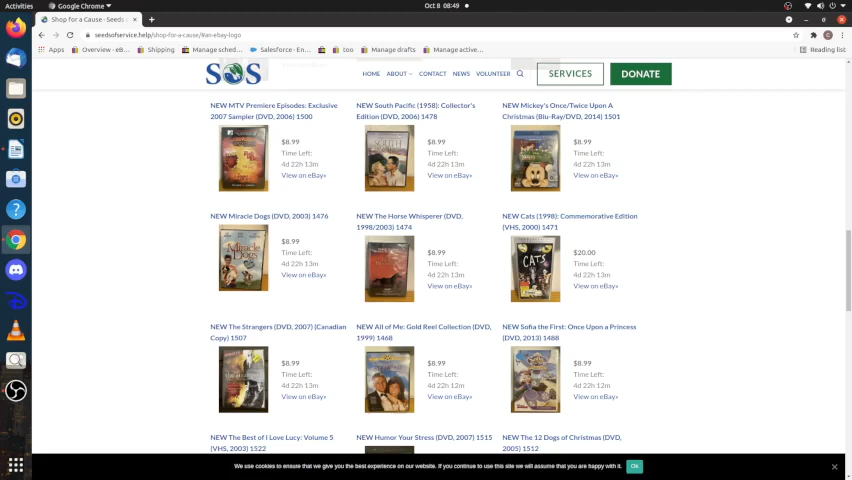 Activities
Google Chrome
Oct 8 08:49
Shop for a Cause - Seeds
seedsofservice.help/shop-for-a-cause/#an-ebay-logo
Apps
Overview - eB...
Shipping
Manage sched...
Salesforce - En...
too
Manage drafts
Manage active...
Reading list
SOS
HOME ABOUT CONTACT NEWS VOLUNTEER
SERVICES
DONATE
NEW MTV Premiere Episodes: Exclusive
2007 Sampler (DVD, 2006) 1500
$8.99
Time Left:
4d 22h 13m
View on eBay»
NEW South Pacific (1958): Collector's
Edition (DVD, 2006) 1478
$8.99
Time Left:
4d 22h 13m
View on eBay»
NEW Mickey's Once/Twice Upon A
Christmas (Blu-Ray/DVD, 2014) 1501
$8.99
Time Left:
4d 22h 13m
View on eBay»
NEW Miracle Dogs (DVD, 2003) 1476
Miracle Dogs
$8.99
Time Left:
4d 22h 13m
View on eBay»
NEW The Horse Whisperer (DVD,
1998/2003) 1474
$8.99
Time Left:
4d 22h 13m
View on eBay»
NEW Cats (1998): Commemorative Edition
(VHS, 2000) 1471
CATS
$20.00
Time Left:
4d 22h 13m
View on eBay»
NEW The Strangers (DVD, 2007) (Canadian
Copy) 1507
$8.99
Time Left:
4d 22h 13m
View on eBay»
NEW All of Me: Gold Reel Collection (DVD,
1999) 1468
$8.99
Time Left:
4d 22h 12m
View on eBay»
NEW Sofia the First: Once Upon a Princess
(DVD, 2013) 1488
$8.99
Time Left:
4d 22h 12m
View on eBay»
NEW The Best of I Love Lucy: Volume 5
(VHS, 2003) 1522
NEW Humor Your Stress (DVD, 2007) 1515
NEW The 12 Dogs of Christmas (DVD,
2005) 1512
We use cookies to ensure that we give you the best experience on our website. If you continue to use this site we will assume that you are happy with it.
Ok